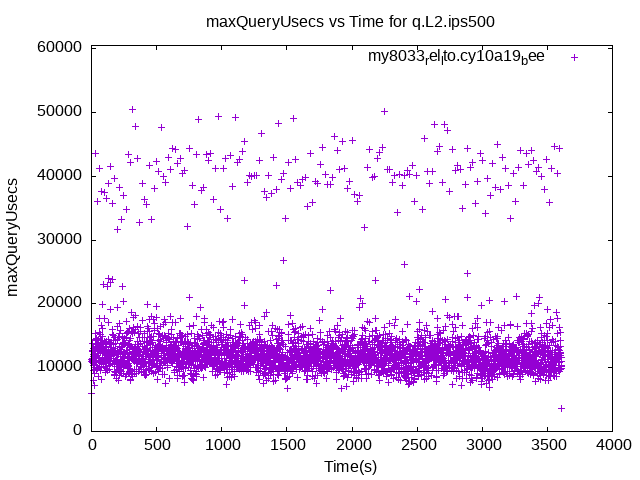 maxQueryUsecs vs Time for q.L2.ips500
my8033rellto.cy10a19bee
60000
50000
40000
30000
20000
10000
0
maxQueryUsecs
0 500 1000 1500 2000 2500 3000 3500 4000
Time(s)